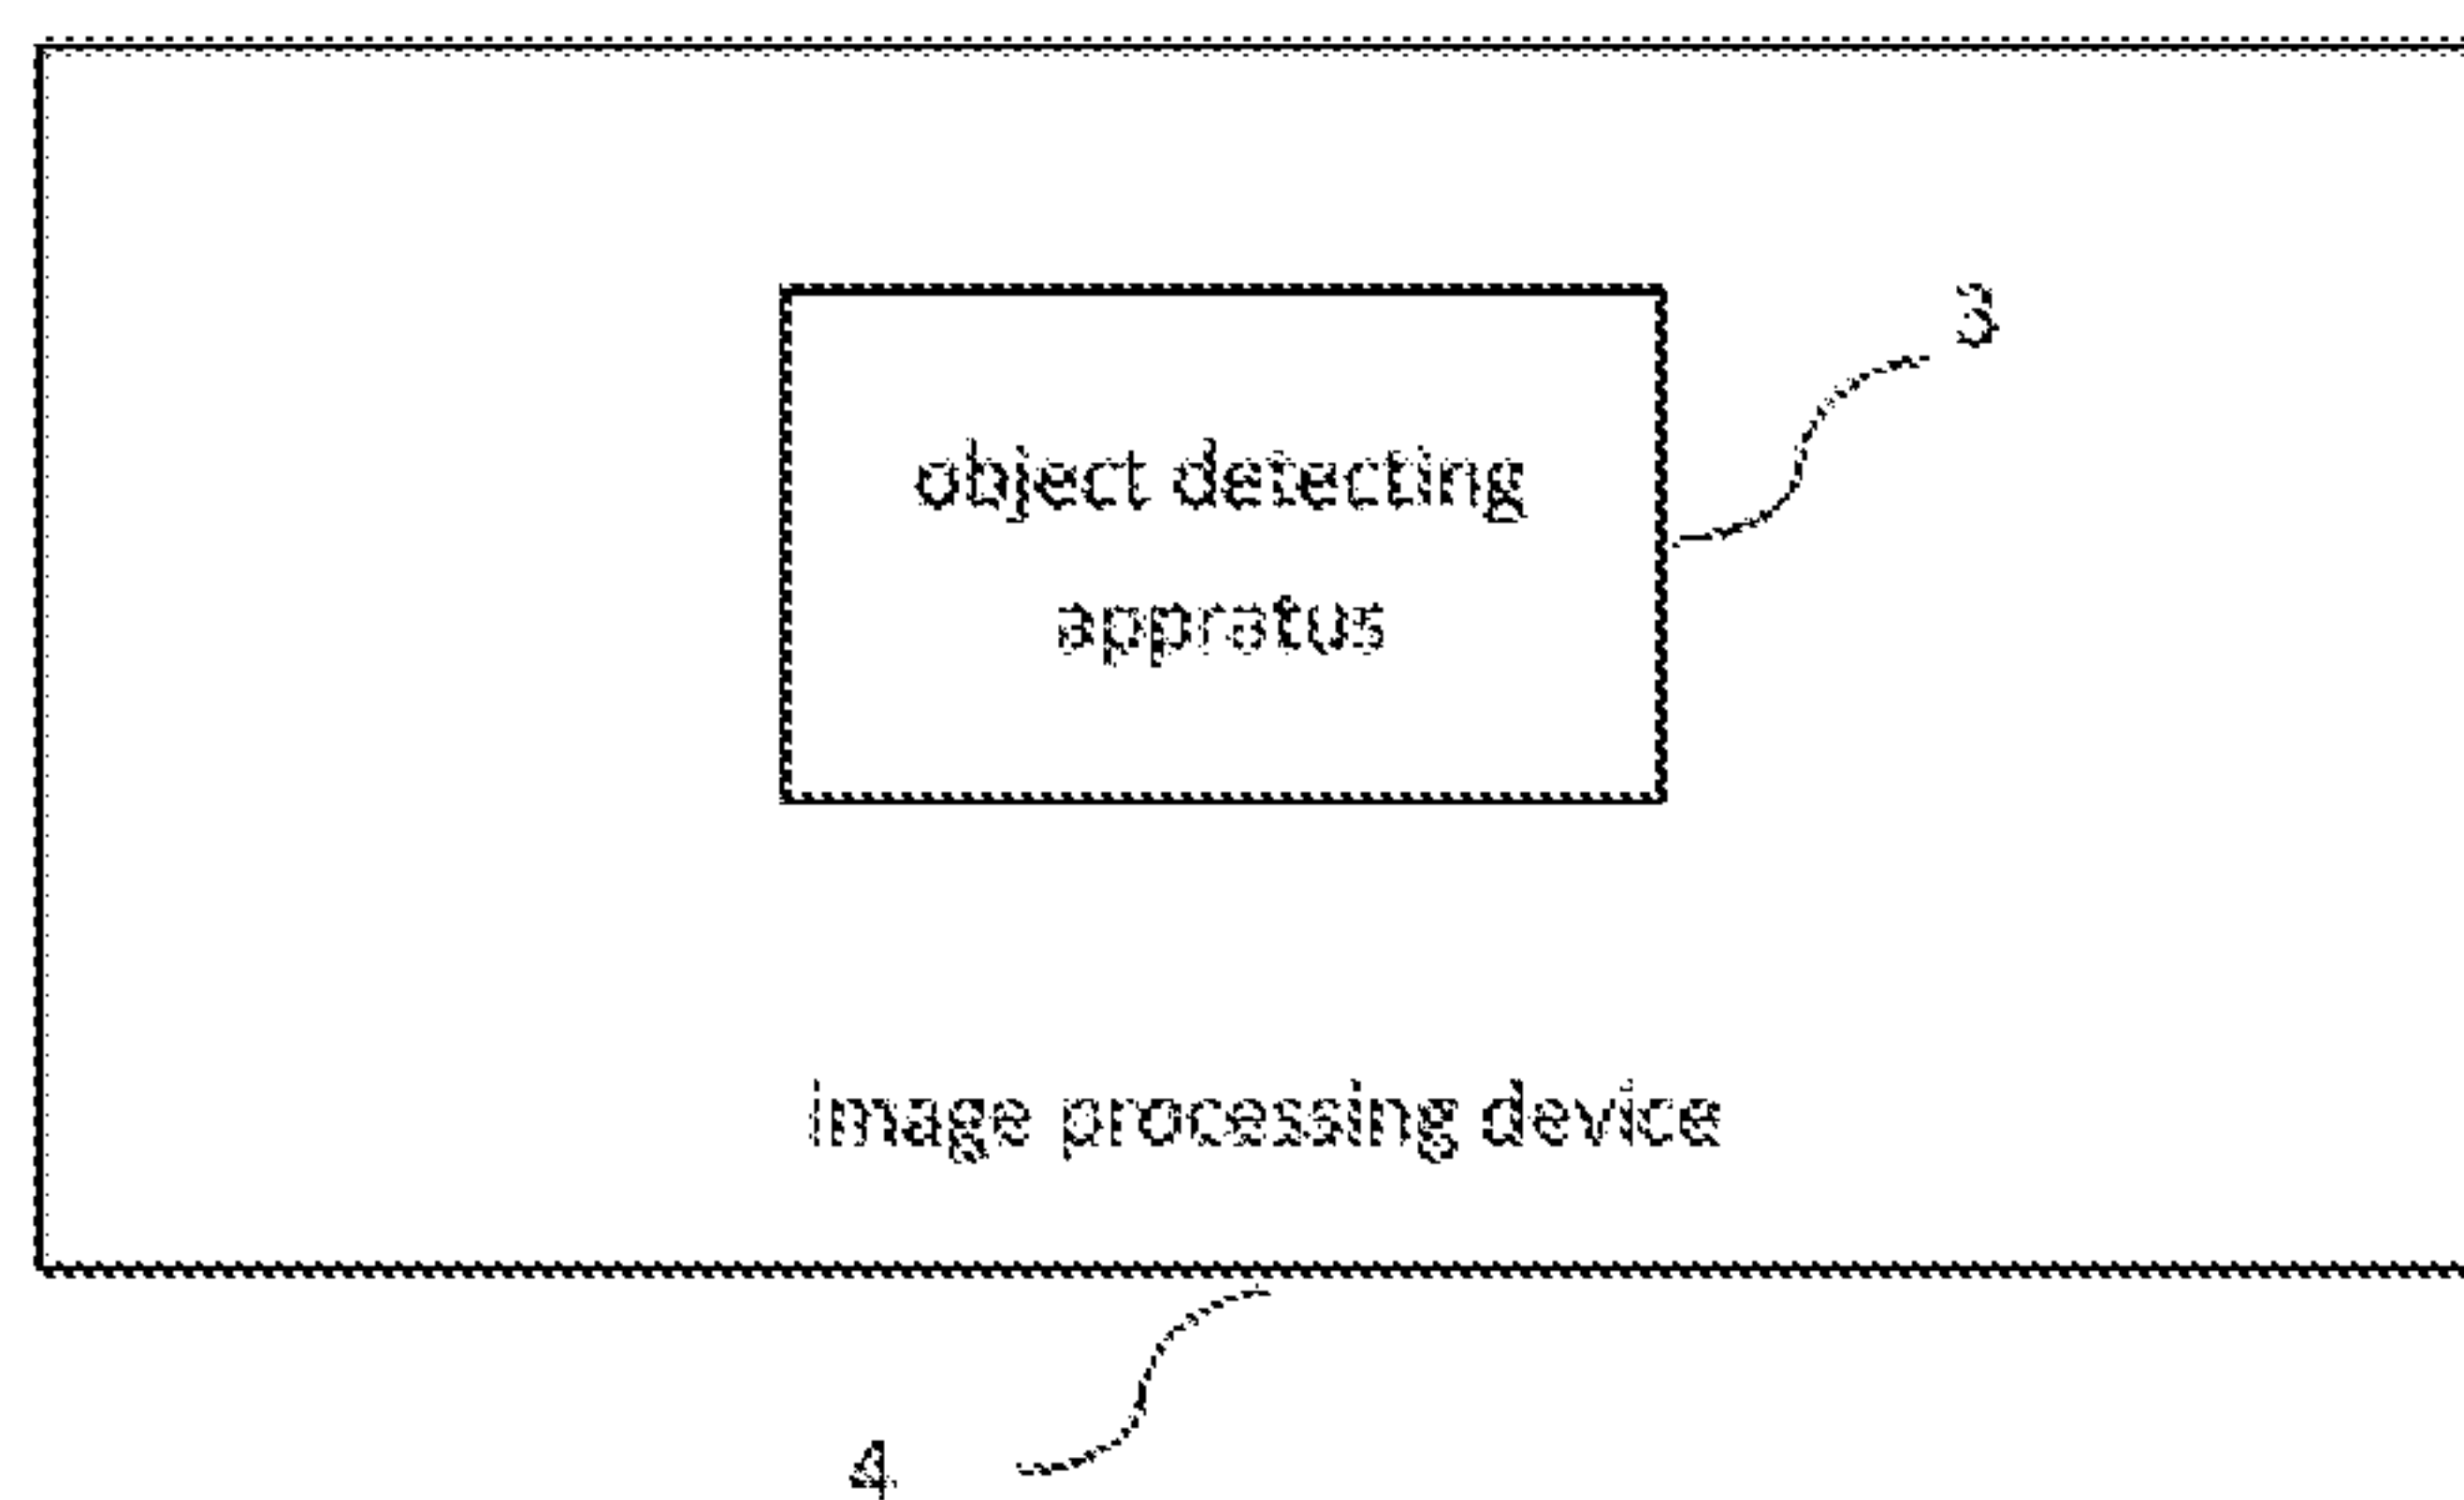 3
object detecting
appratus
image processing device
4